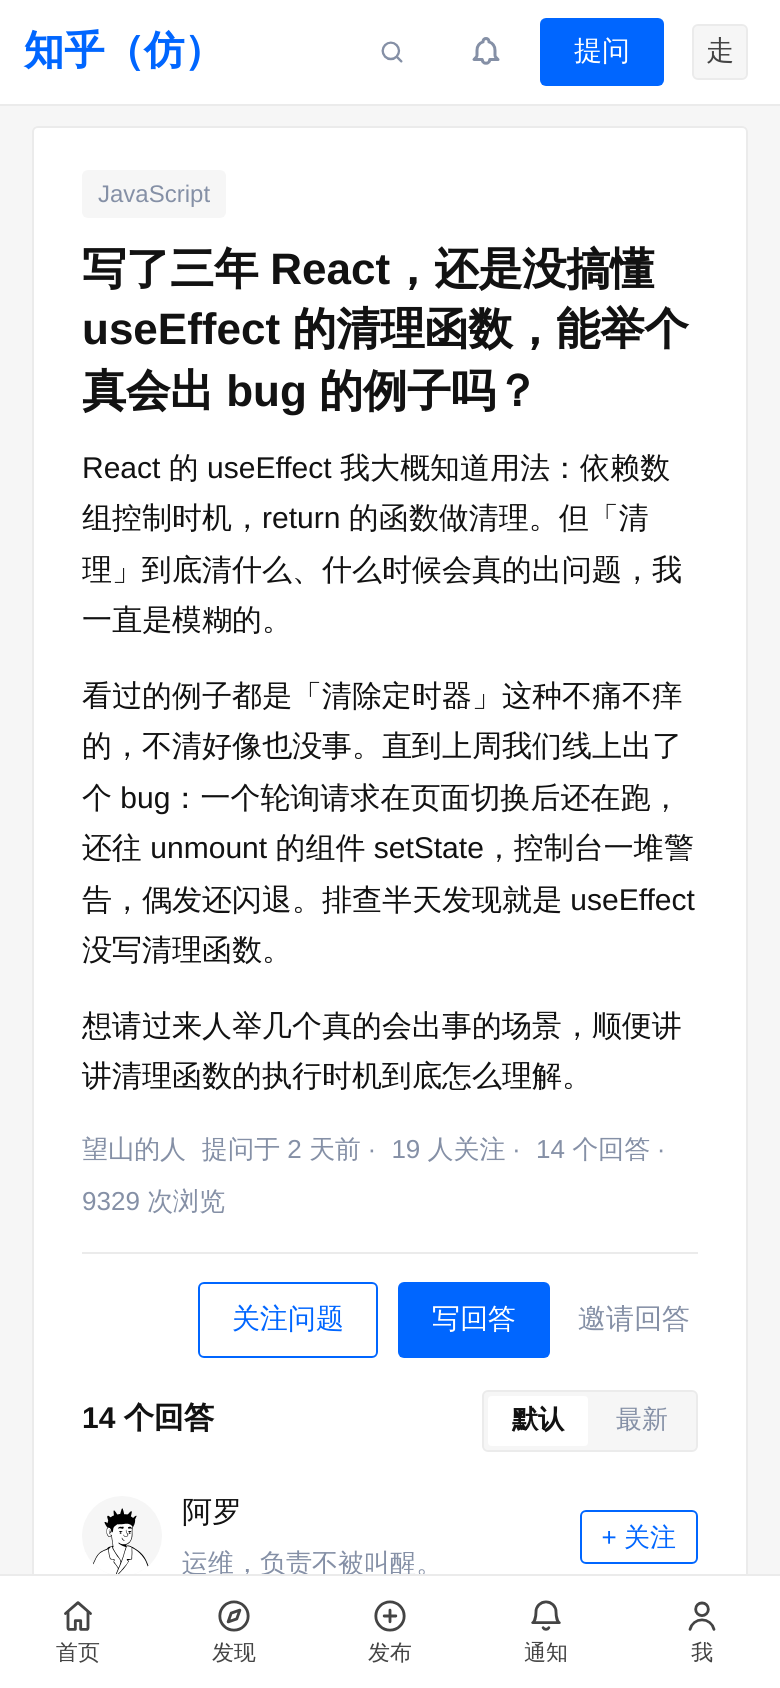 知乎（仿）
提问
走
JavaScript
写了三年 React，还是没搞懂
useEffect 的清理函数，能举个
真会出 bug 的例子吗？
React 的 useEffect 我大概知道用法：依赖数
组控制时机，return 的函数做清理。但「清
理」到底清什么、什么时候会真的出问题，我
一直是模糊的。
看过的例子都是「清除定时器」这种不痛不痒
的，不清好像也没事。直到上周我们线上出了
个 bug：一个轮询请求在页面切换后还在跑，
还往 unmount 的组件 setState，控制台一堆警
告，偶发还闪退。排查半天发现就是 useEffect
没写清理函数。
想请过来人举几个真的会出事的场景，顺便讲
讲清理函数的执行时机到底怎么理解。
望山的人 提问于 2 天前 · 19 人关注 · 14 个回答 ·
9329 次浏览
关注问题 写回答 邀请回答
14 个回答 默认 最新
阿罗
+ 关注
运维，负责不被叫醒。
首页 发现 发布 通知 我